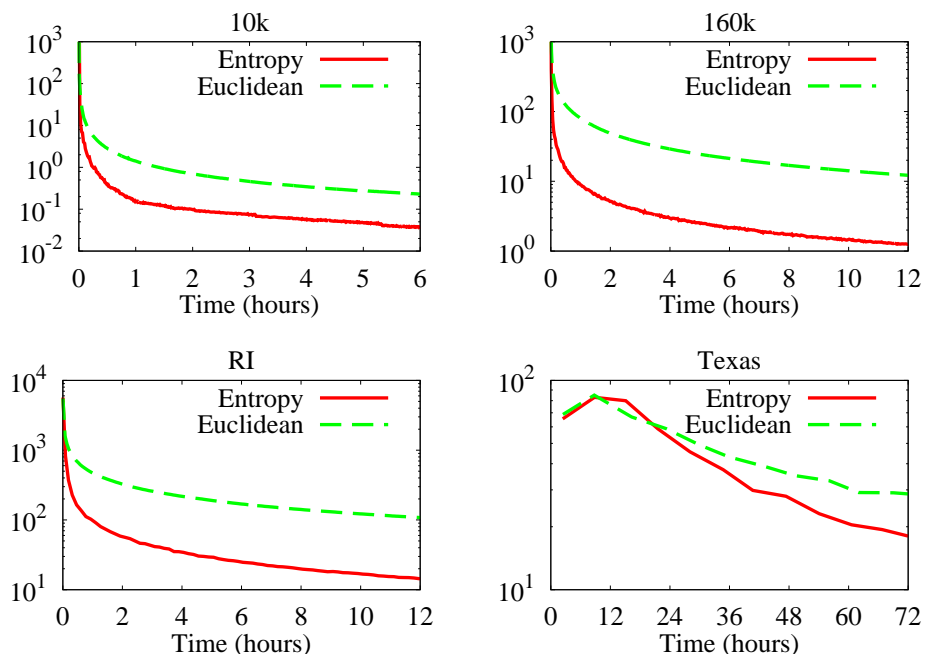 10k
10^3
10^2
10^1
10^0
10^-1
10^-2
Entropy
Euclidean
0 1 2 3 4 5 6
Time (hours)
160k
10^3
10^2
10^1
10^0
Entropy
Euclidean
0 2 4 6 8 10 12
Time (hours)
RI
10^4
10^3
10^2
10^1
Entropy
Euclidean
0 2 4 6 8 10 12
Time (hours)
Texas
10^2
10^1
Entropy
Euclidean
0 12 24 36 48 60 72
Time (hours)